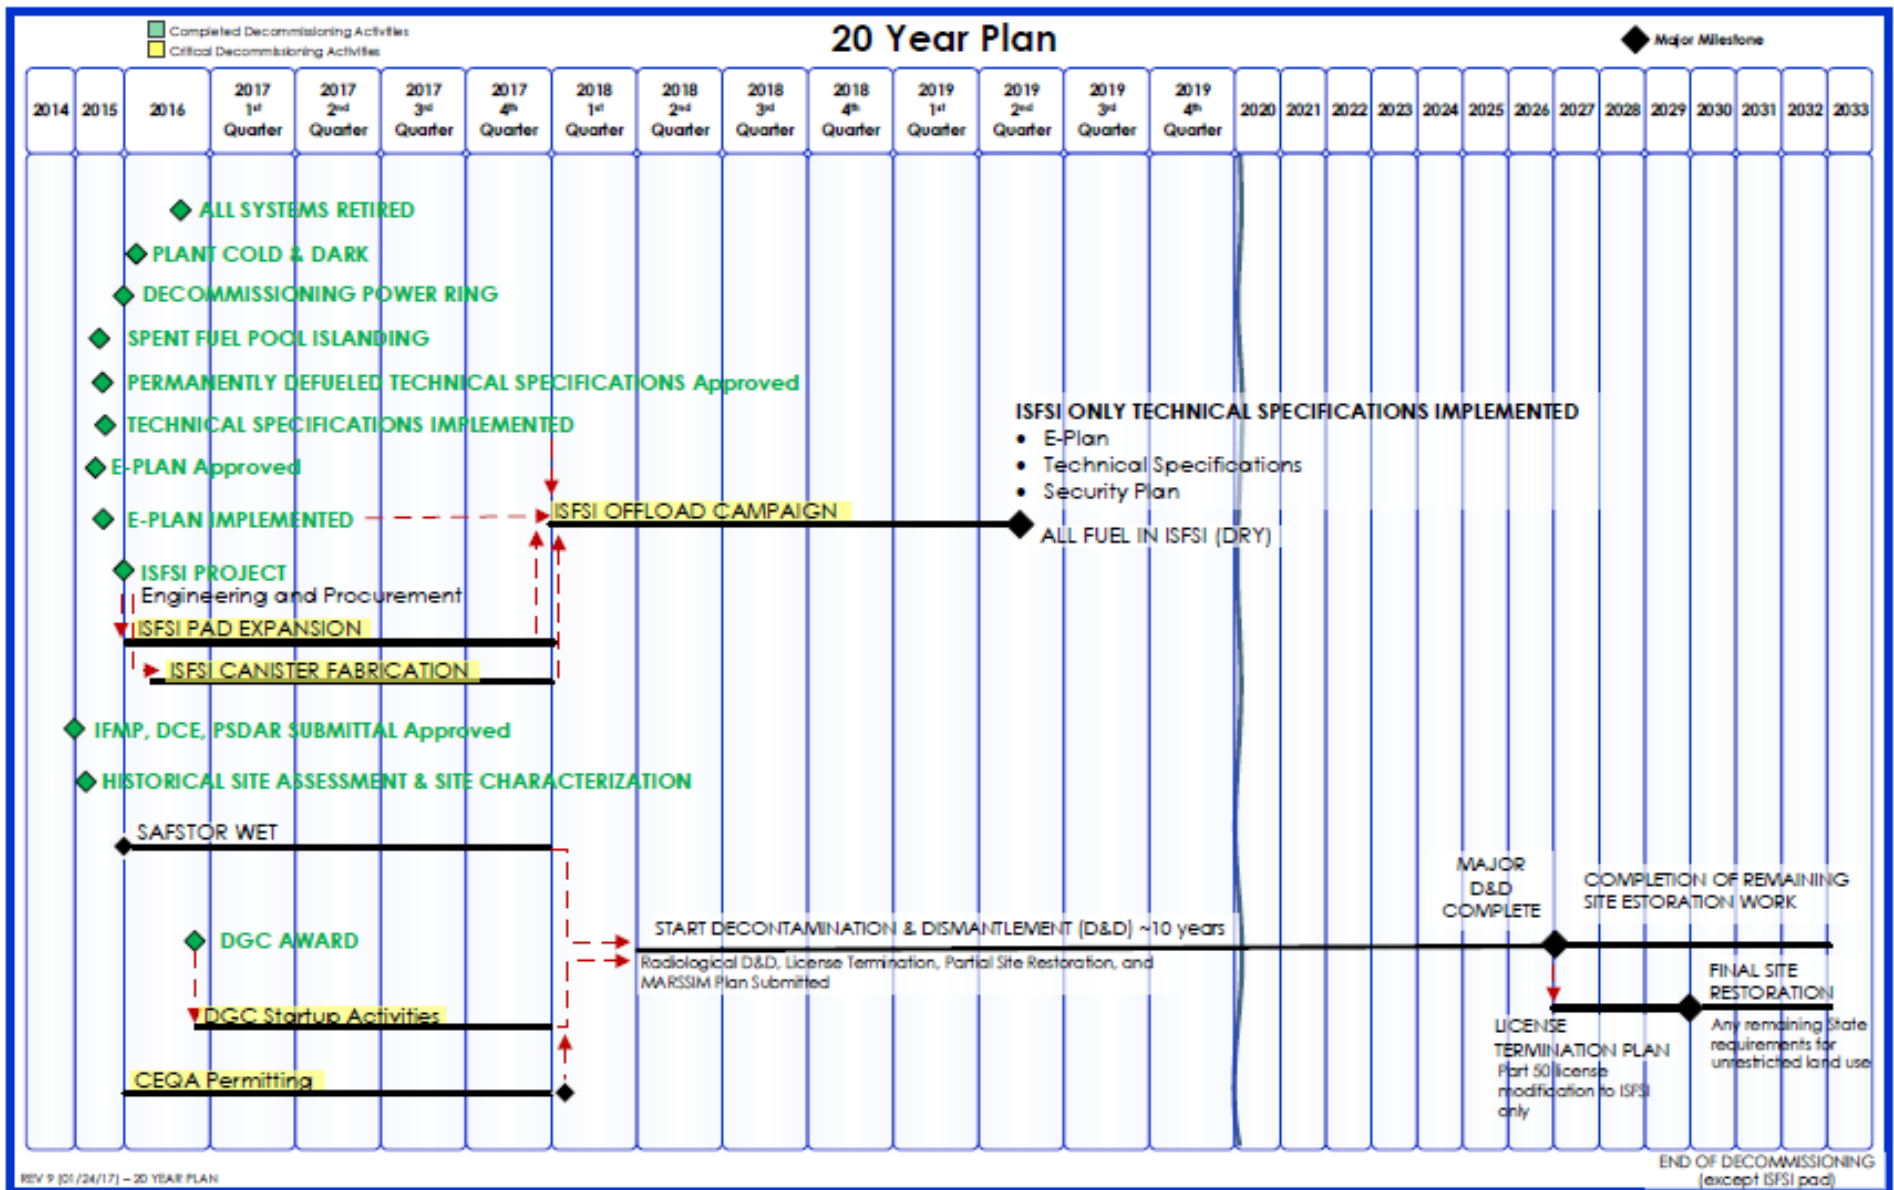 Completed Decommissioning Activities
Critical Decommissioning Activities
20 Year Plan
Major Milestone
2014
2015
2016
2017
1st
Quarter
2017
2nd
Quarter
2017
3rd
Quarter
2017
4th
Quarter
2018
1st
Quarter
2018
2nd
Quarter
2018
3rd
Quarter
2018
4th
Quarter
2019
1st
Quarter
2019
2nd
Quarter
2019
3rd
Quarter
2019
4th
Quarter
2020
2021
2022
2023
2024
2025
2026
2027
2028
2029
2030
2031
2032
2033
ALL SYSTEMS RETIRED
PLANT COLD & DARK
DECOMMISSIONING POWER RING
SPENT FUEL POOL ISLANDING
PERMANENTLY DEFUELED TECHNICAL SPECIFICATIONS Approved
TECHNICAL SPECIFICATIONS IMPLEMENTED
E-PLAN Approved
E-PLAN IMPLEMENTED
ISFSI OFFLOAD CAMPAIGN
ISFSI ONLY TECHNICAL SPECIFICATIONS IMPLEMENTED
• E-Plan
• Technical Specifications
• Security Plan
ALL FUEL IN ISFSI (DRY)
ISFSI PROJECT
Engineering and Procurement
ISFSI PAD EXPANSION
ISFSI CANISTER FABRICATION
IFMP, DCE, PSDAR SUBMITTAL Approved
HISTORICAL SITE ASSESSMENT & SITE CHARACTERIZATION
SAFSTOR WET
DGC AWARD
DGC Startup Activities
CEQA Permitting
START DECONTAMINATION & DISMANTLEMENT (D&D) ~10 years
Radiological D&D, License Termination, Partial Site Restoration, and
MARSSIM Plan Submitted
MAJOR
D&D
COMPLETE
COMPLETION OF REMAINING
SITE ESTORATION WORK
FINAL SITE
RESTORATION
Any remaining State
requirements for
unrestricted land use
LICENSE
TERMINATION PLAN
Part 50 license
modification to ISFSI
only
REV 9 (01/24/17) – 20 YEAR PLAN
END OF DECOMMISSIONING
(except ISFSI pad)